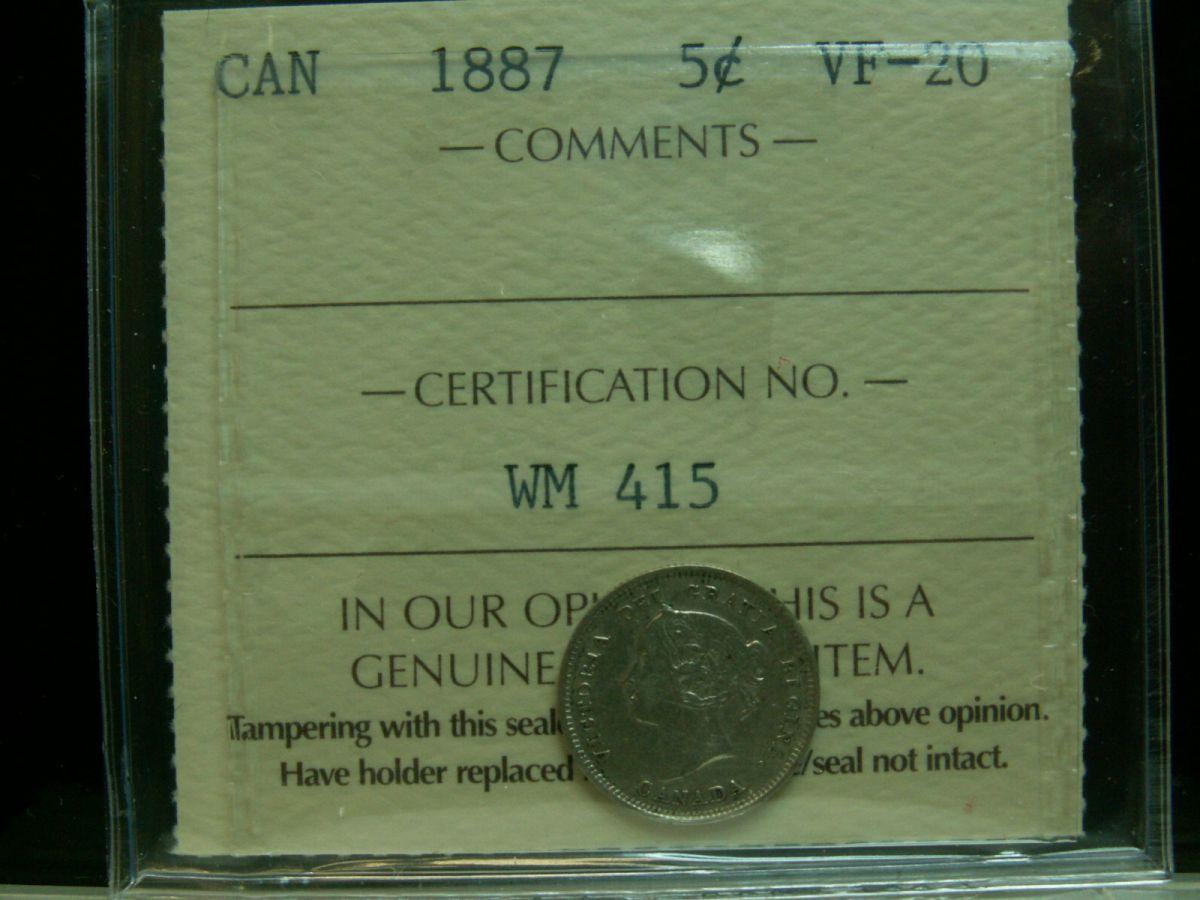 CAN 1887 5¢ VF-20
— COMMENTS —
— CERTIFICATION NO. —
WM 415
IN OUR OPI HIS IS A
GENUINE ITEM.
Tampering with this seal es above opinion.
Have holder replaced /seal not intact.
VICTORIA DEI GRATIA REGINA.
CANADA